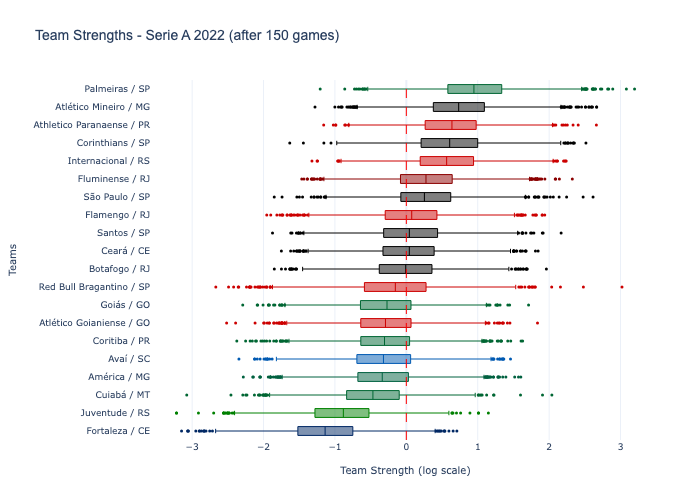 Team Strengths - Serie A 2022 (after 150 games)
Teams
Palmeiras / SP
Atlético Mineiro / MG
Athletico Paranaense / PR
Corinthians / SP
Internacional / RS
Fluminense / RJ
São Paulo / SP
Flamengo / RJ
Santos / SP
Ceará / CE
Botafogo / RJ
Red Bull Bragantino / SP
Goiás / GO
Atlético Goianiense / GO
Coritiba / PR
Avaí / SC
América / MG
Cuiabá / MT
Juventude / RS
Fortaleza / CE
−3 −2 −1 0 1 2 3
Team Strength (log scale)